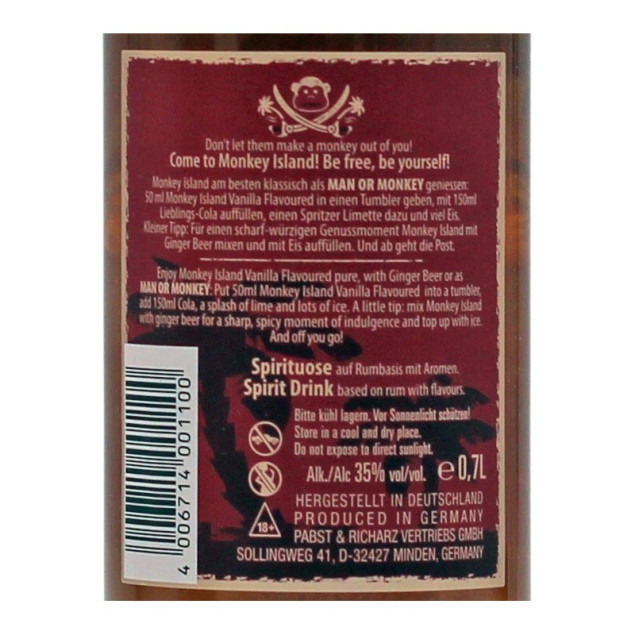 Don't let them make a monkey out of you!
Come to Monkey Island! Be free, be yourself!
Monkey Island am besten klassisch als MAN OR MONKEY geniessen:
50 ml Monkey Island Vanilla Flavoured in einen Tumbler geben, mit 150ml
Lieblings-Cola auffüllen, einen Spritzer Limette dazu und viel Eis.
Kleiner Tipp: Für einen scharf-würzigen Genussmoment Monkey Island mit
Ginger Beer mixen und mit Eis auffüllen. Und ab geht die Post.
Enjoy Monkey Island Vanilla Flavoured pure, with Ginger Beer or as
MAN OR MONKEY: Put 50ml Monkey Island Vanilla Flavoured into a tumbler,
add 150ml Cola, a splash of lime and lots of ice. A little tip: mix Monkey Island
with ginger beer for a sharp, spicy moment of indulgence and top up with ice.
And off you go!
Spirituose auf Rumbasis mit Aromen.
Spirit Drink based on rum with flavours.
Bitte kühl lagern. Vor Sonnenlicht schützen!
Store in a cool and dry place.
Do not expose to direct sunlight.
Alk./Alc 35% vol/vol. e 0,7L
18+
HERGESTELLT IN DEUTSCHLAND
PRODUCED IN GERMANY
PABST & RICHARZ VERTRIEBS GMBH
SOLLINGWEG 41, D-32427 MINDEN, GERMANY
4 006714 001100